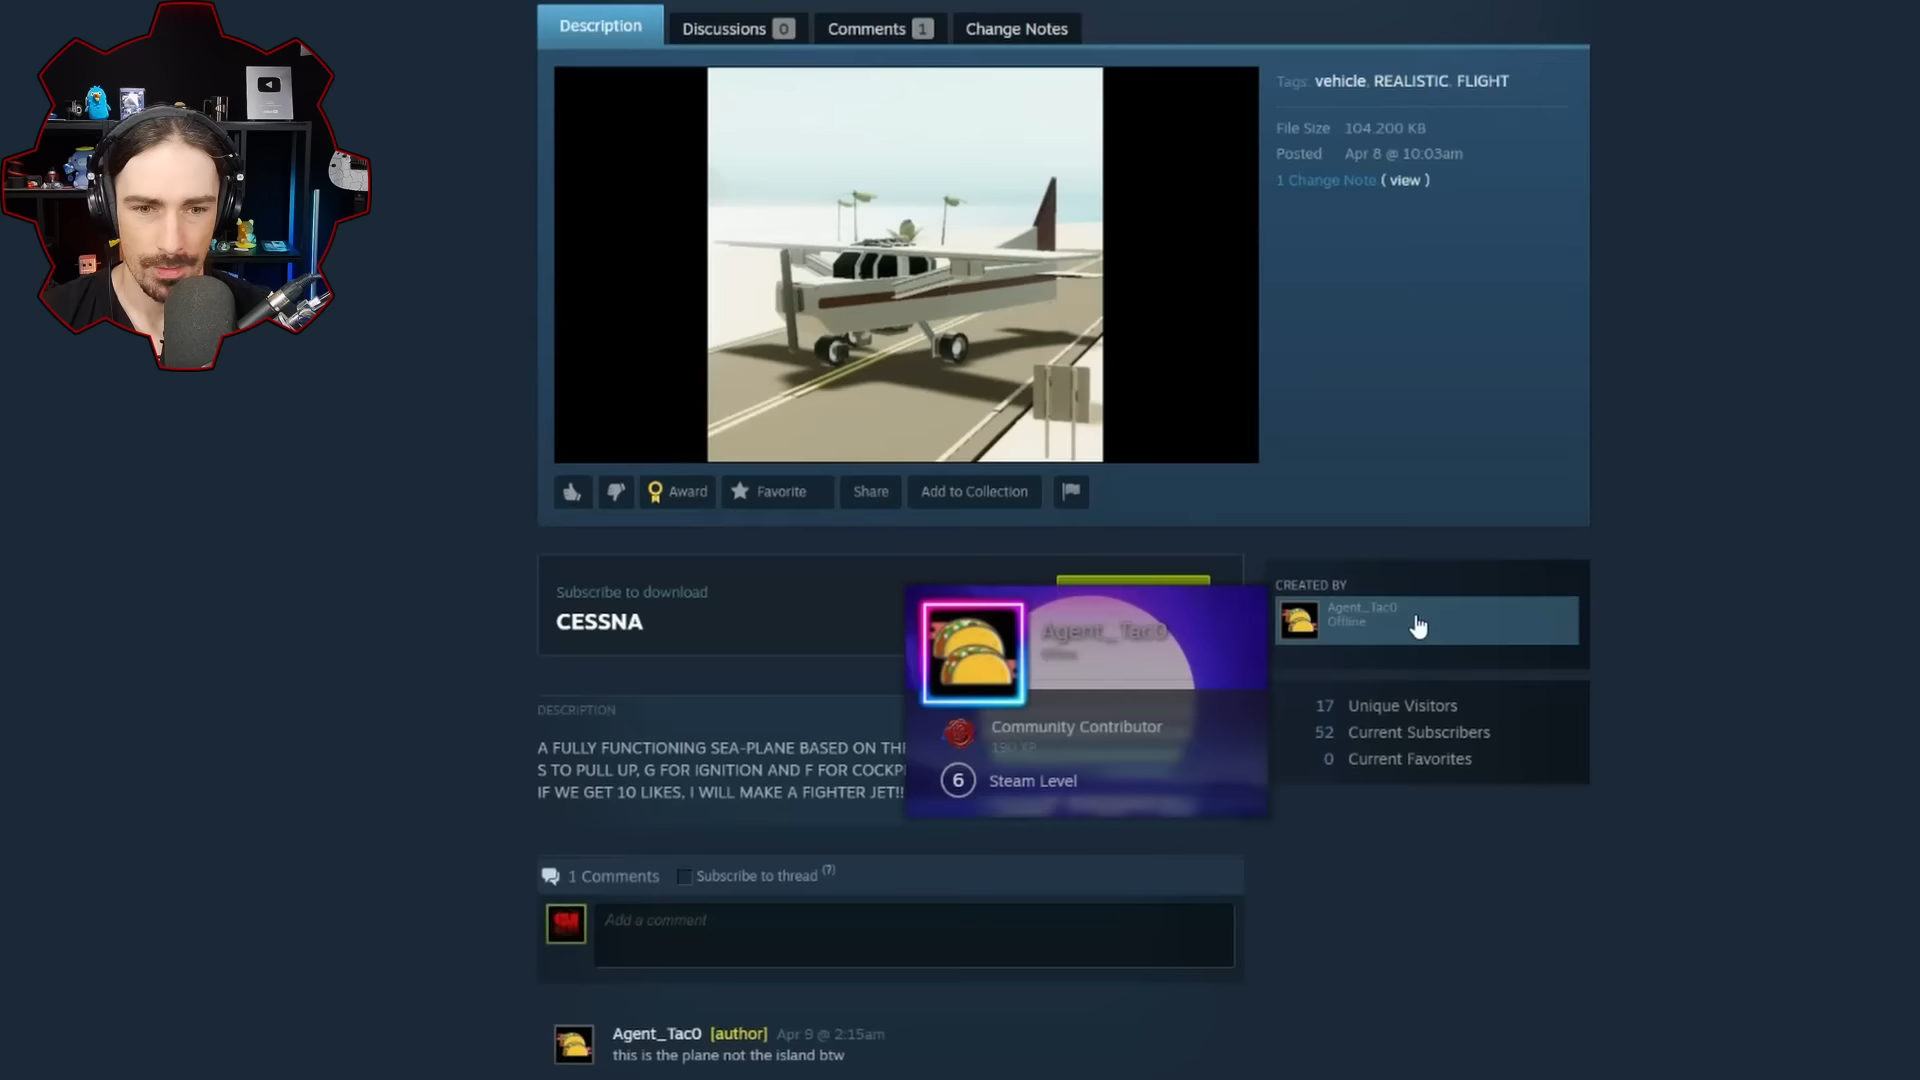 Description
Discussions 0
Comments 1
Change Notes
Tags: vehicle, REALISTIC, FLIGHT
File Size 104.200 KB
Posted Apr 8 @ 10:03am
1 Change Note ( view )
Award
Favorite
Share
Add to Collection
Subscribe to download
CESSNA
CREATED BY
Agent_Tac0
Offline
Agent_Tac0
Community Contributor
190 XP
6 Steam Level
17 Unique Visitors
52 Current Subscribers
0 Current Favorites
DESCRIPTION
A FULLY FUNCTIONING SEA-PLANE BASED ON
S TO PULL UP, G FOR IGNITION AND F FOR
IF WE GET 10 LIKES, I WILL MAKE A FIGHTER JET!!
1 Comments
Subscribe to thread (?)
Add a comment
Agent_Tac0 [author] Apr 9 @ 2:15am
this is the plane not the island btw